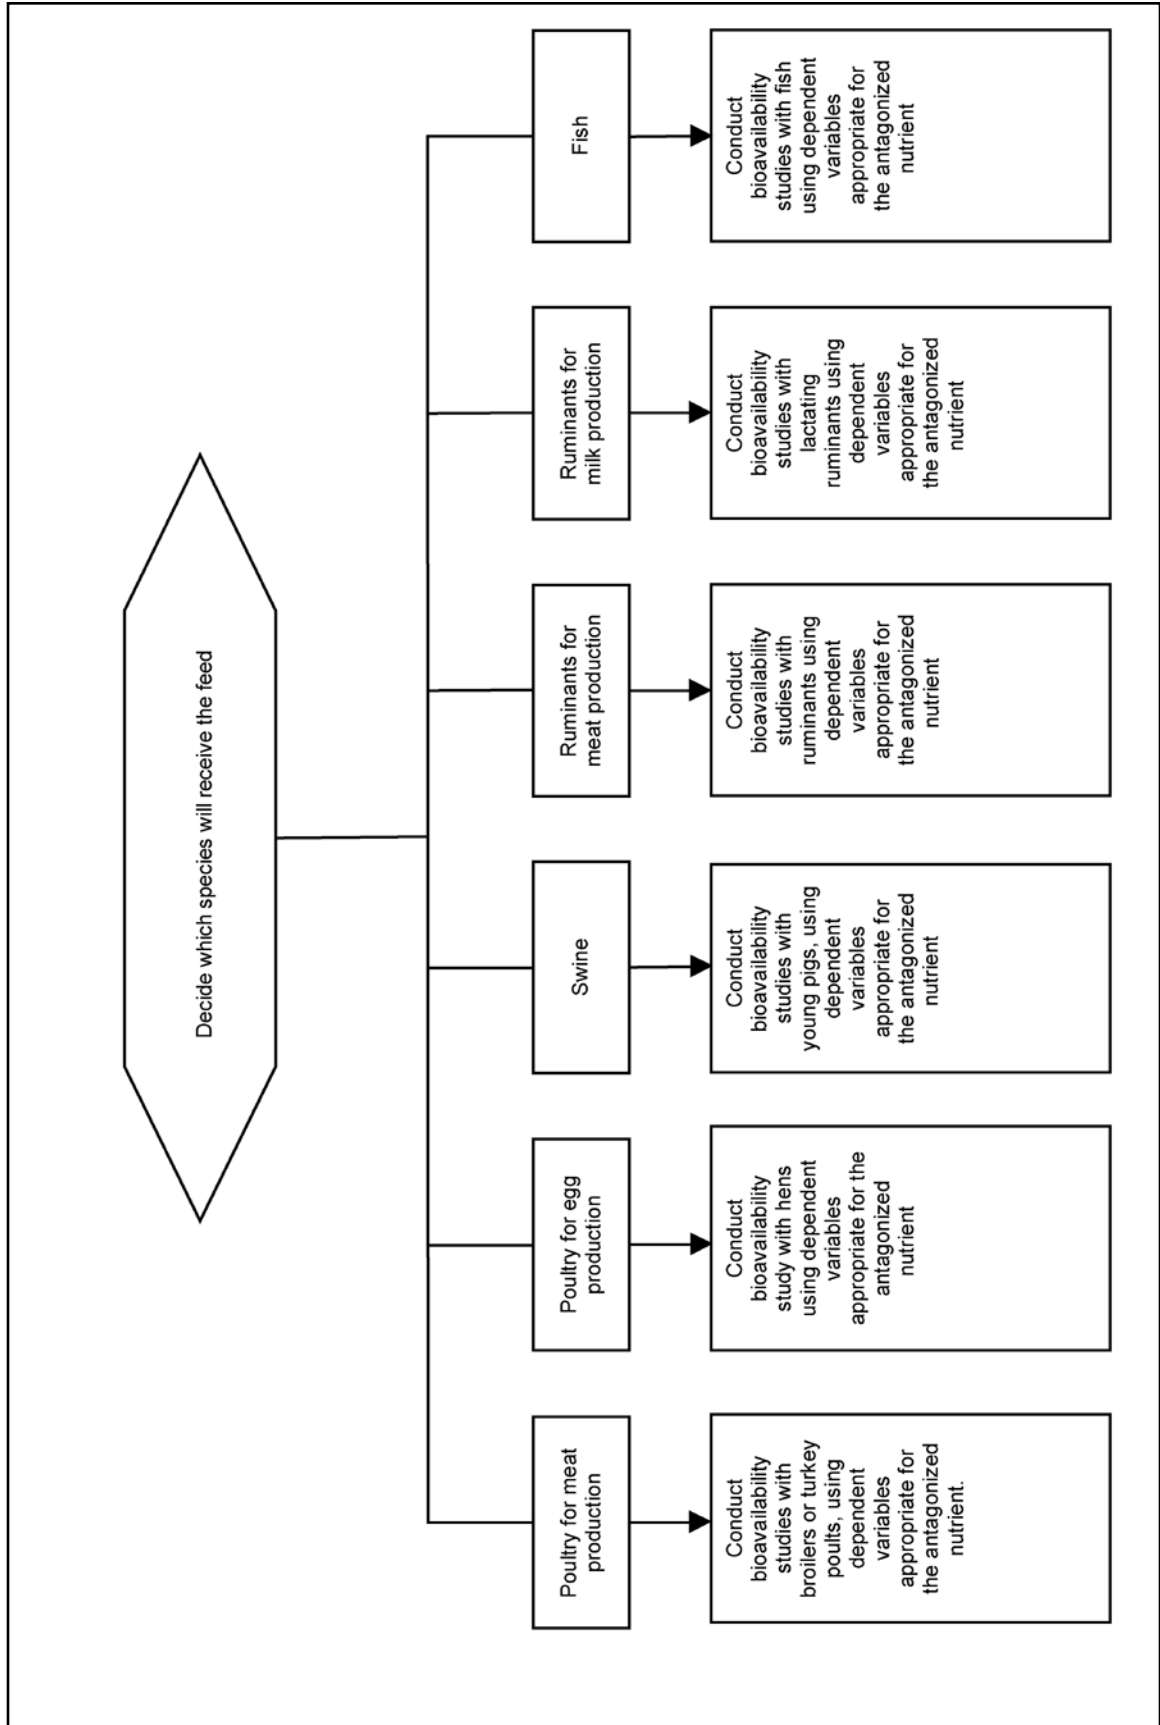 Decide which species will receive the feed
Poultry for meat
production
Poultry for egg
production
Swine
Ruminants for
meat production
Ruminants for
milk production
Fish
Conduct
bioavailability
studies with
broilers or turkey
poults, using
dependent
variables
appropriate for
the antagonized
nutrient.
Conduct
bioavailability
study with hens
using dependent
variables
appropriate for the
antagonized
nutrient
Conduct
bioavailability
studies with
young pigs, using
dependent
variables
appropriate for
the antagonized
nutrient
Conduct
bioavailability
studies with
ruminants using
dependent
variables
appropriate for
the antagonized
nutrient
Conduct
bioavailability
studies with
lactating
ruminants using
dependent
variables
appropriate for
the antagonized
nutrient
Conduct
bioavailability
studies with fish
using dependent
variables
appropriate for
the antagonized
nutrient